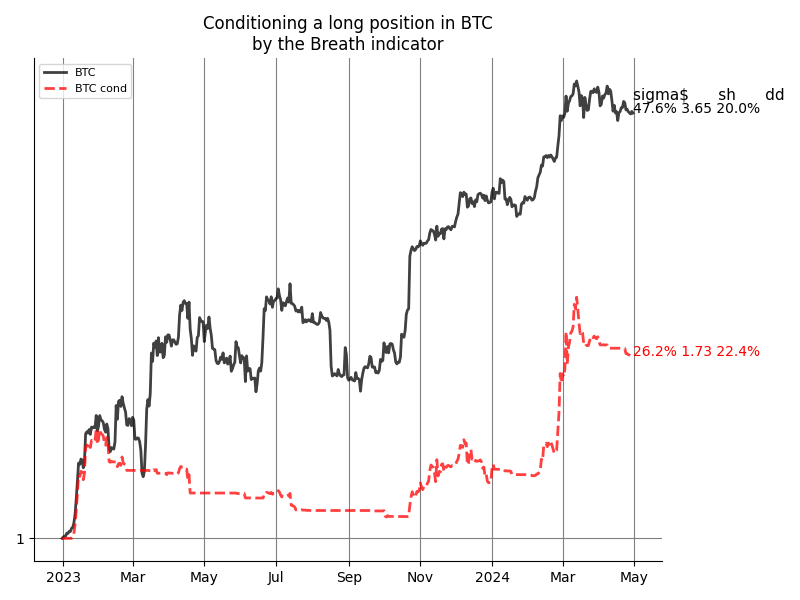 Conditioning a long position in BTC
by the Breath indicator
BTC
BTC cond
sigma$ sh dd
47.6% 3.65 20.0%
26.2% 1.73 22.4%
1
2023 Mar May Jul Sep Nov 2024 Mar May